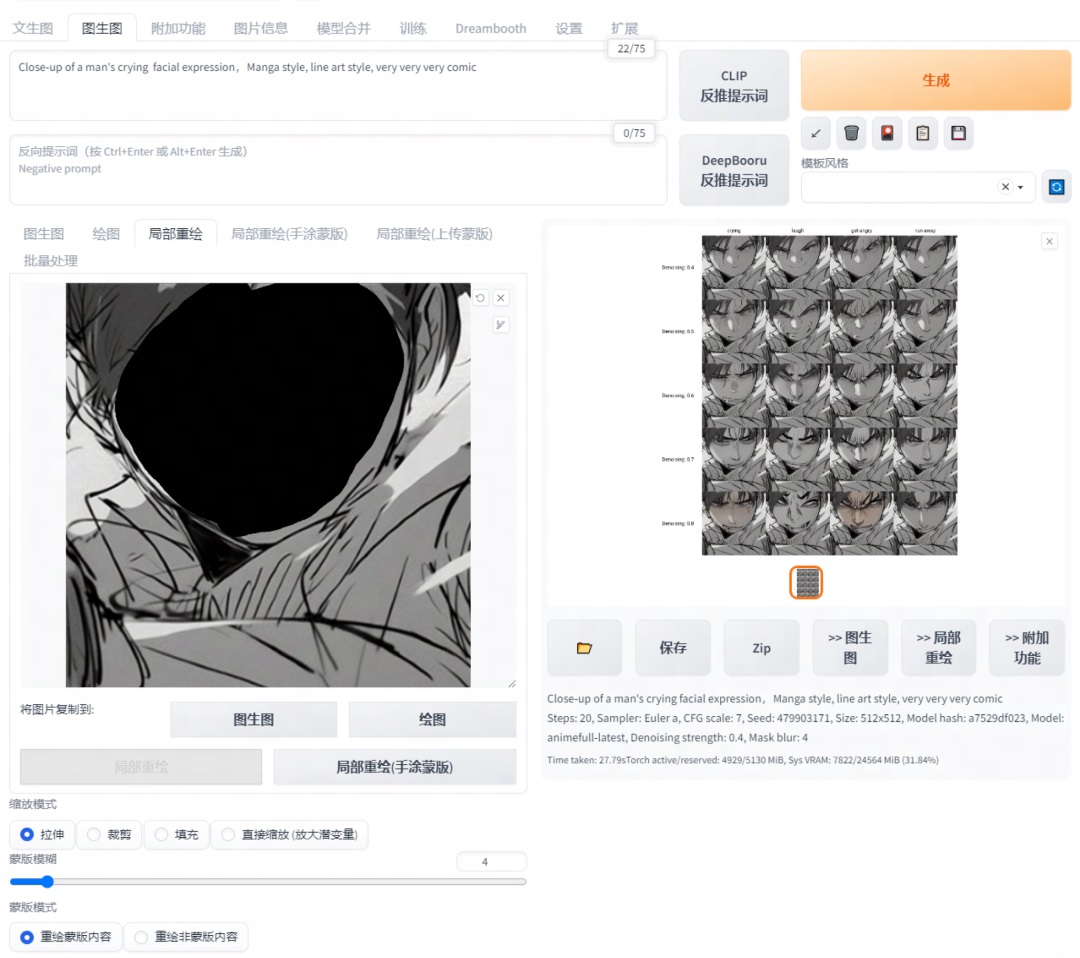 文生图 图生图 附加功能 图片信息 模型合并 训练 Dreambooth 设置 扩展
22/75
Close-up of a man's crying facial expression, Manga style, line art style, very very very comic
CLIP
反推提示词
生成
0/75
反向提示词（按 Ctrl+Enter 或 Alt+Enter 生成）
Negative prompt
DeepBooru
反推提示词
模板风格
图生图 绘图 局部重绘 局部重绘(手涂蒙版) 局部重绘(上传蒙版)
批量处理
crying laugh get angry run away
Denoising: 0.4
Denoising: 0.5
Denoising: 0.6
Denoising: 0.7
Denoising: 0.8
保存 Zip >> 图生图 >> 局部重绘 >> 附加功能
将图片复制到:
图生图 绘图
局部重绘 局部重绘(手涂蒙版)
Close-up of a man's crying facial expression, Manga style, line art style, very very very comic
Steps: 20, Sampler: Euler a, CFG scale: 7, Seed: 479903171, Size: 512x512, Model hash: a7529df023, Model:
animefull-latest, Denoising strength: 0.4, Mask blur: 4
Time taken: 27.79sTorch active/reserved: 4929/5130 MiB, Sys VRAM: 7822/24564 MiB (31.84%)
缩放模式
拉伸 裁剪 填充 直接缩放 (放大潜变量)
蒙版模糊
4
蒙版模式
重绘蒙版内容 重绘非蒙版内容